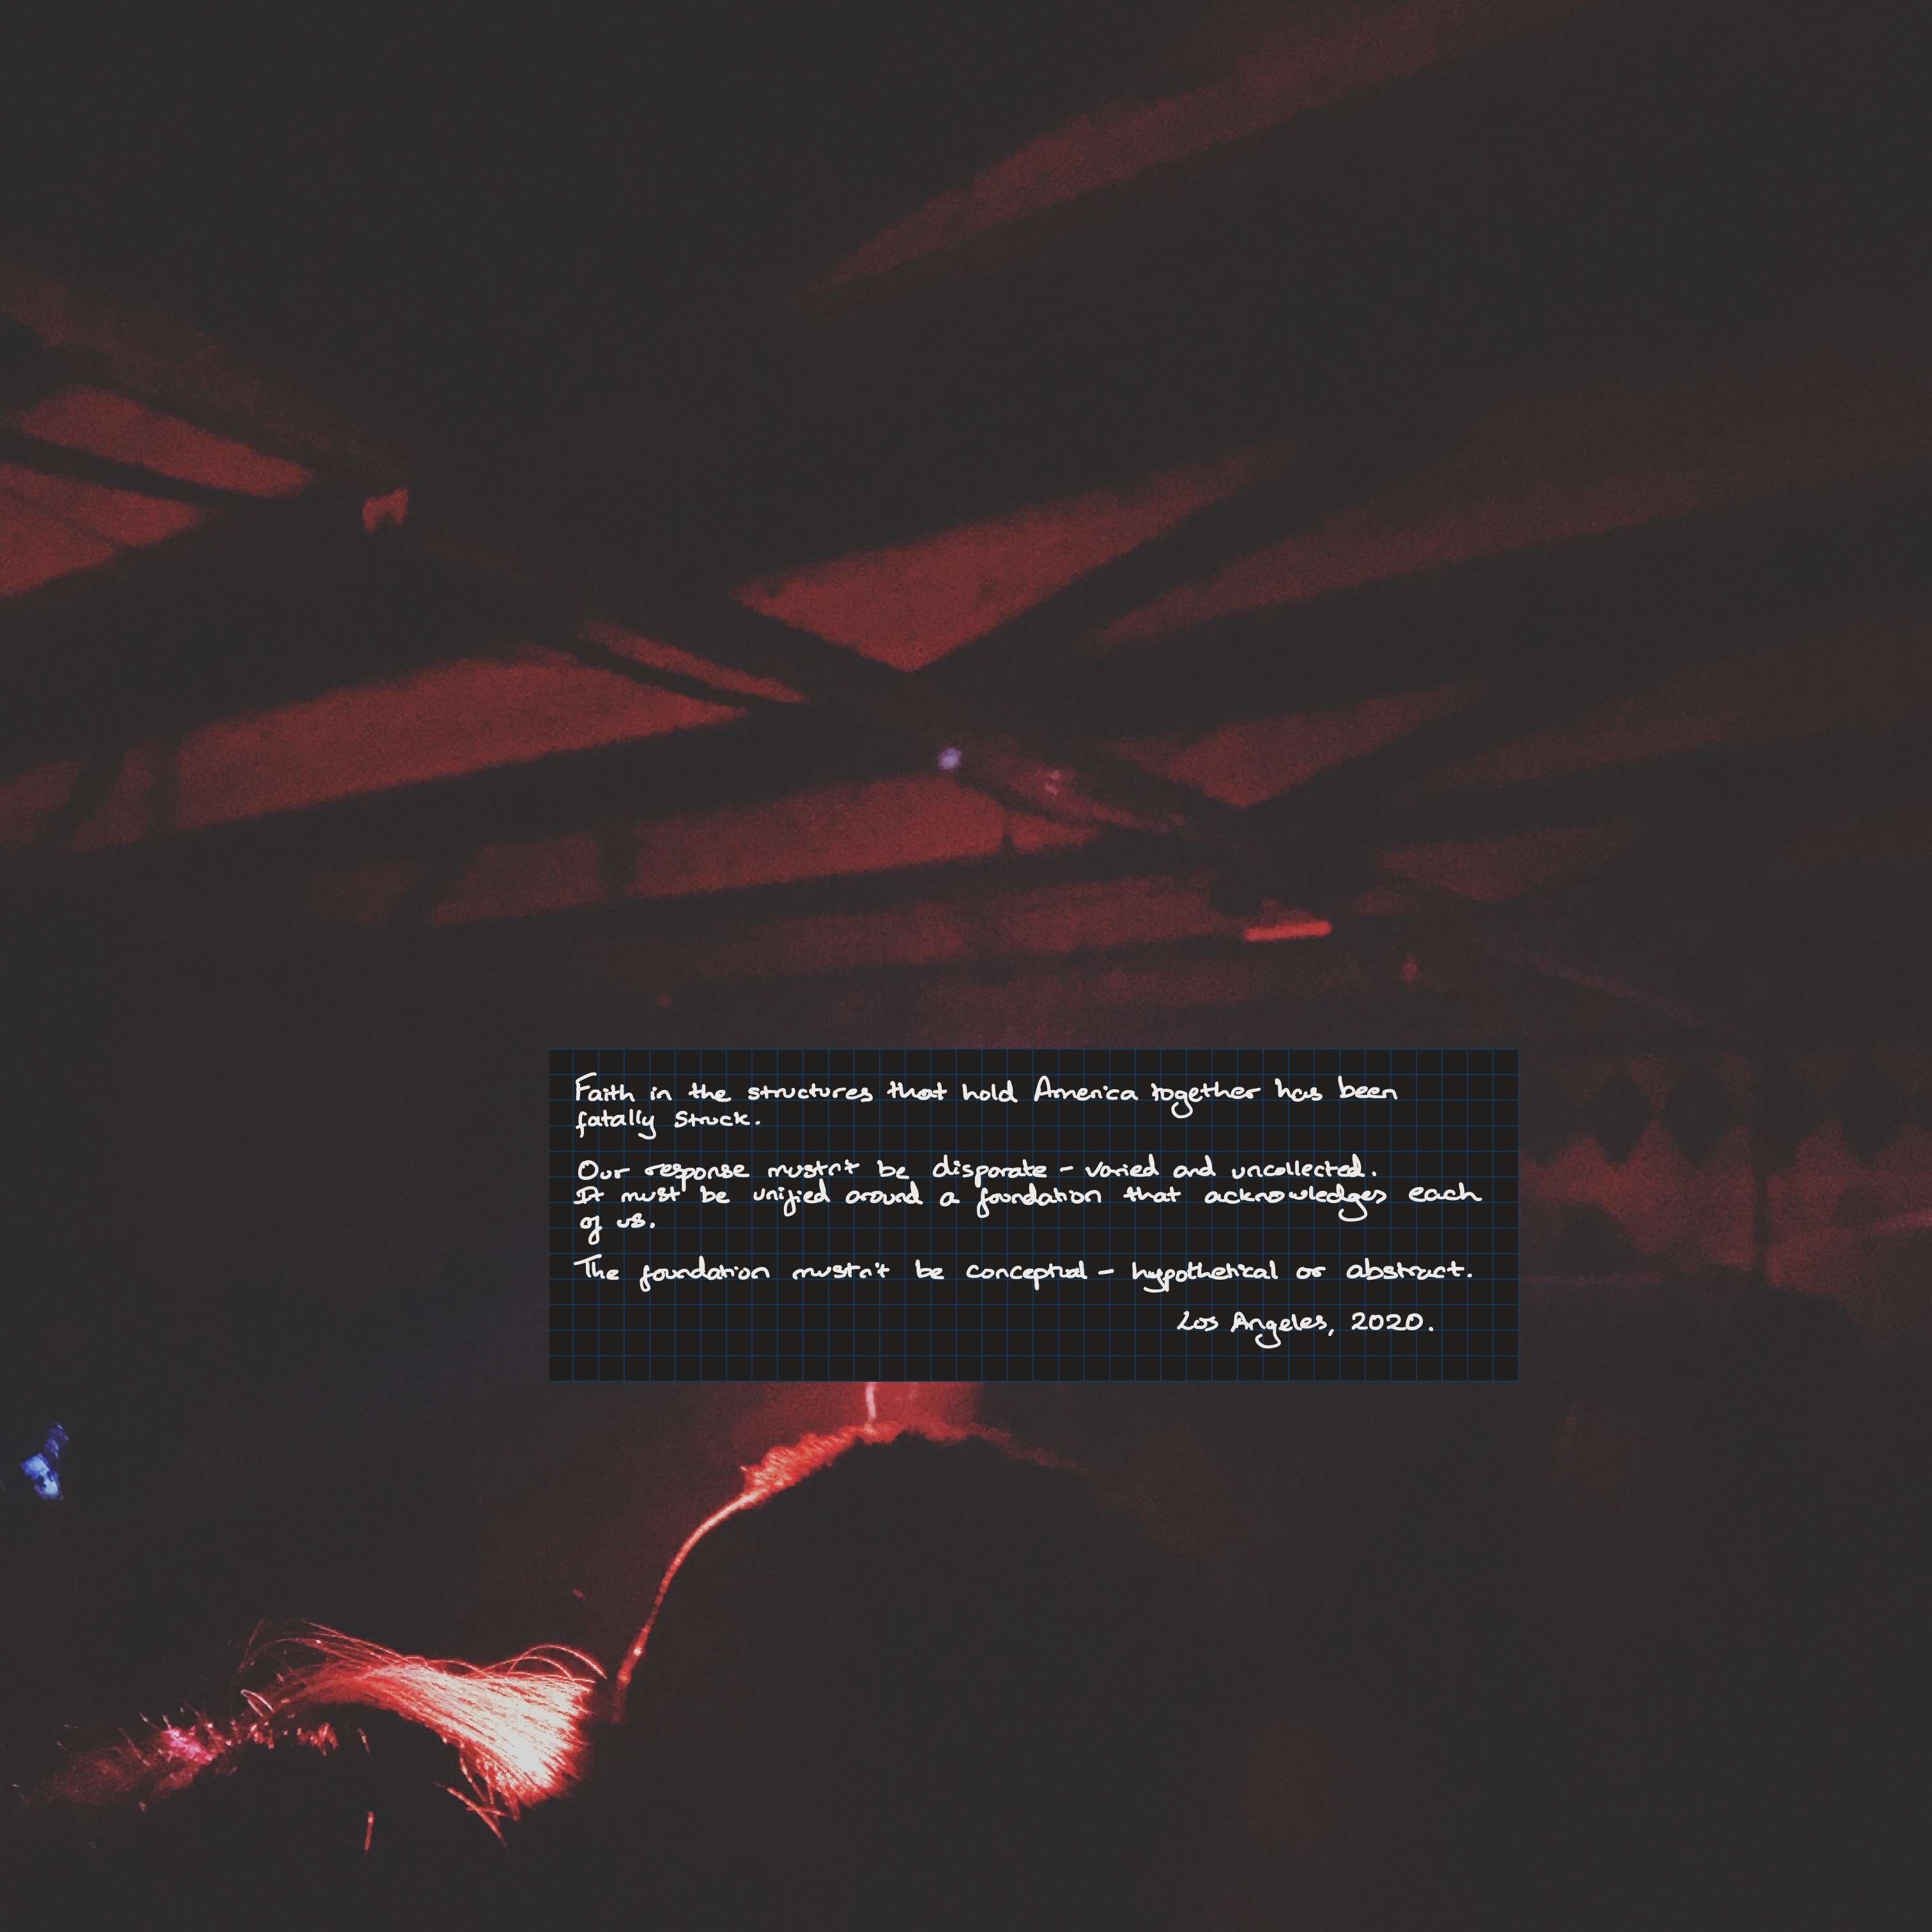 Faith in the structures that hold America together has been
fatally struck.
Our response mustn't be disparate - varied and uncollected.
It must be unified around a foundation that acknowledges each
of us.
The foundation mustn't be conceptual - hypothetical or abstract.
Los Angeles, 2020.